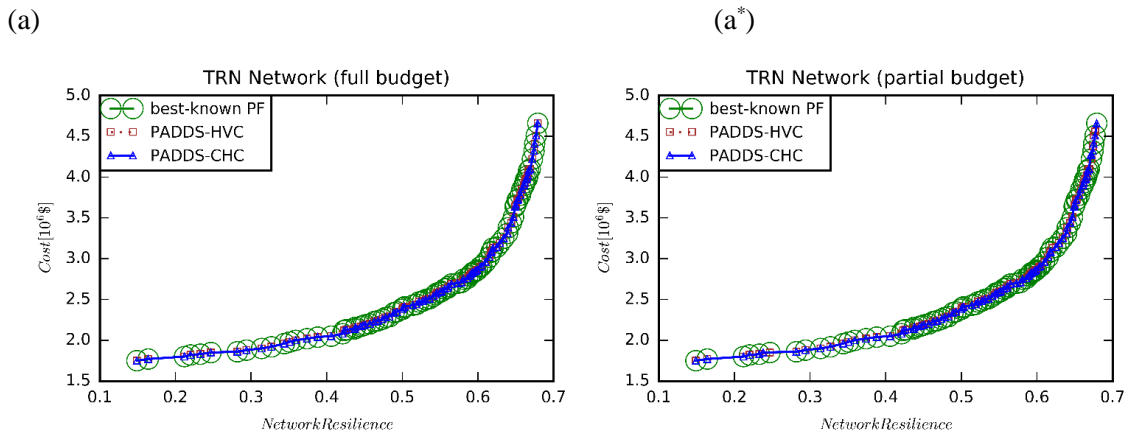 (a)
(a*)
TRN Network (full budget)
5.0
4.5
4.0
3.5
3.0
2.5
2.0
1.5
Cost[10⁶$]
best-known PF
PADDS-HVC
PADDS-CHC
0.1 0.2 0.3 0.4 0.5 0.6 0.7
NetworkResilience
TRN Network (partial budget)
5.0
4.5
4.0
3.5
3.0
2.5
2.0
1.5
Cost[10⁶$]
best-known PF
PADDS-HVC
PADDS-CHC
0.1 0.2 0.3 0.4 0.5 0.6 0.7
NetworkResilience